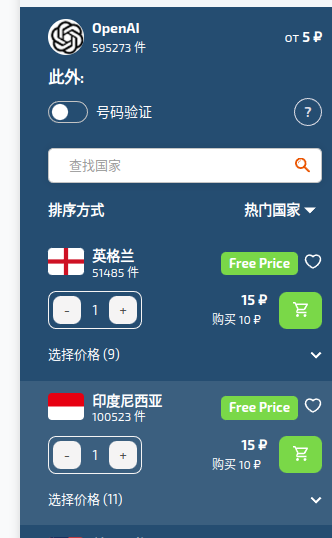 OpenAI
595273 件
от 5 ₽
此外:
号码验证
?
查找国家
排序方式
热门国家
英格兰
51485 件
Free Price
15 ₽
- 1 +
购买 10 ₽
选择价格 (9)
印度尼西亚
100523 件
Free Price
15 ₽
- 1 +
购买 10 ₽
选择价格 (11)